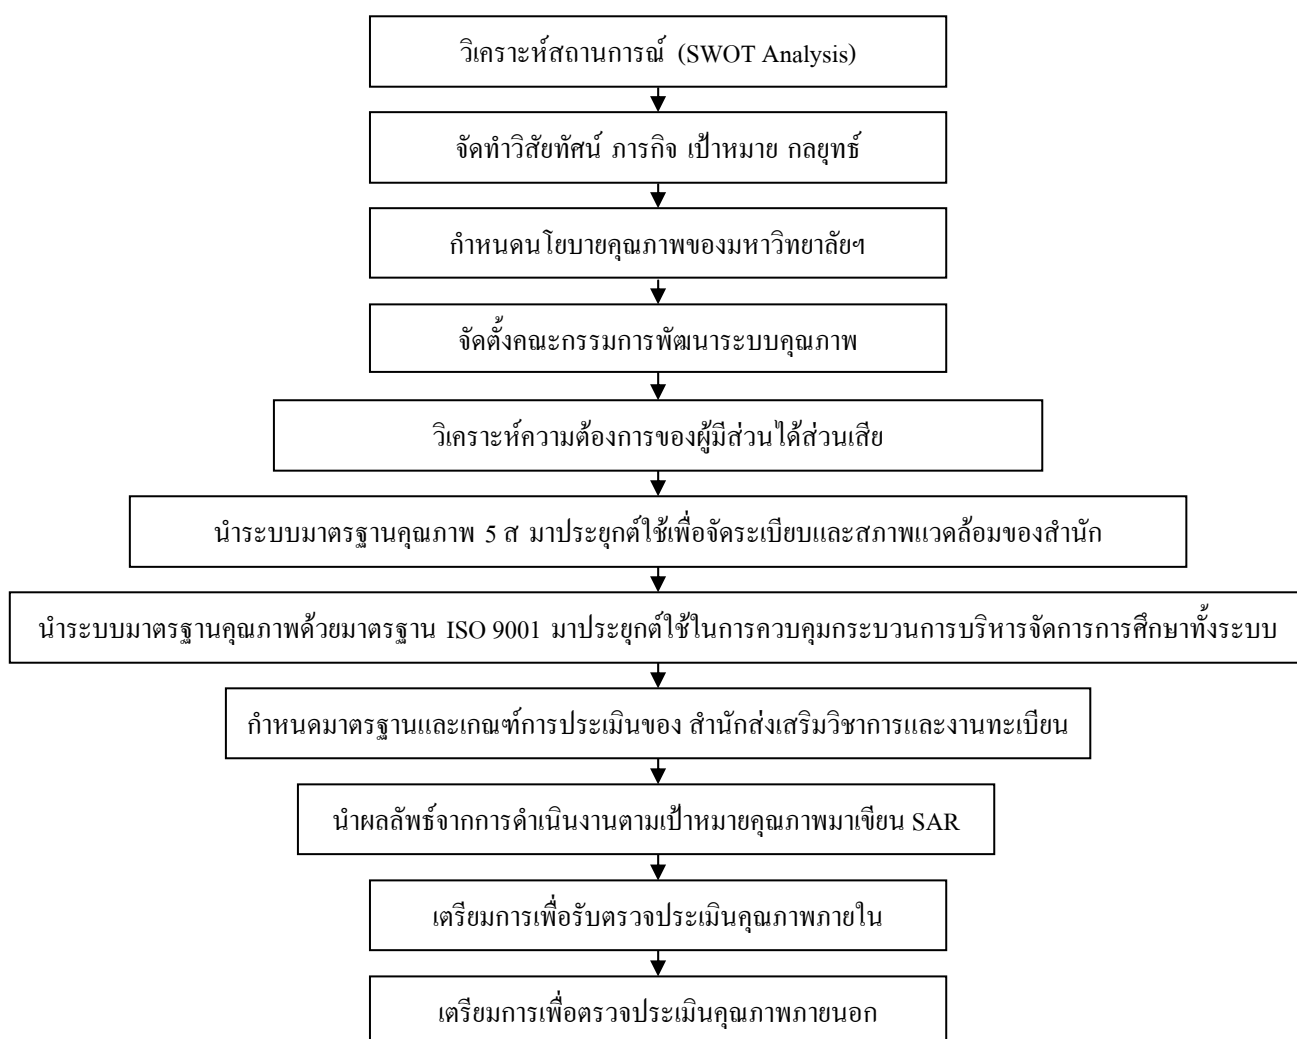 วิเคราะห์สถานการณ์ (SWOT Analysis)
จัดทำวิสัยทัศน์ ภารกิจ เป้าหมาย กลยุทธ์
กำหนดนโยบายคุณภาพของมหาวิทยาลัยฯ
จัดตั้งคณะกรรมการพัฒนาระบบคุณภาพ
วิเคราะห์ความต้องการของผู้มีส่วนได้ส่วนเสีย
นำระบบมาตรฐานคุณภาพ 5 ส มาประยุกต์ใช้เพื่อจัดระเบียบและสภาพแวดล้อมของสำนัก
นำระบบมาตรฐานคุณภาพด้วยมาตรฐาน ISO 9001 มาประยุกต์ใช้ในการควบคุมกระบวนการบริหารจัดการการศึกษาทั้งระบบ
กำหนดมาตรฐานและเกณฑ์การประเมินของ สำนักส่งเสริมวิชาการและงานทะเบียน
นำผลลัพธ์จากการดำเนินงานตามเป้าหมายคุณภาพมาเขียน SAR
เตรียมการเพื่อรับตรวจประเมินคุณภาพภายใน
เตรียมการเพื่อตรวจประเมินคุณภาพภายนอก